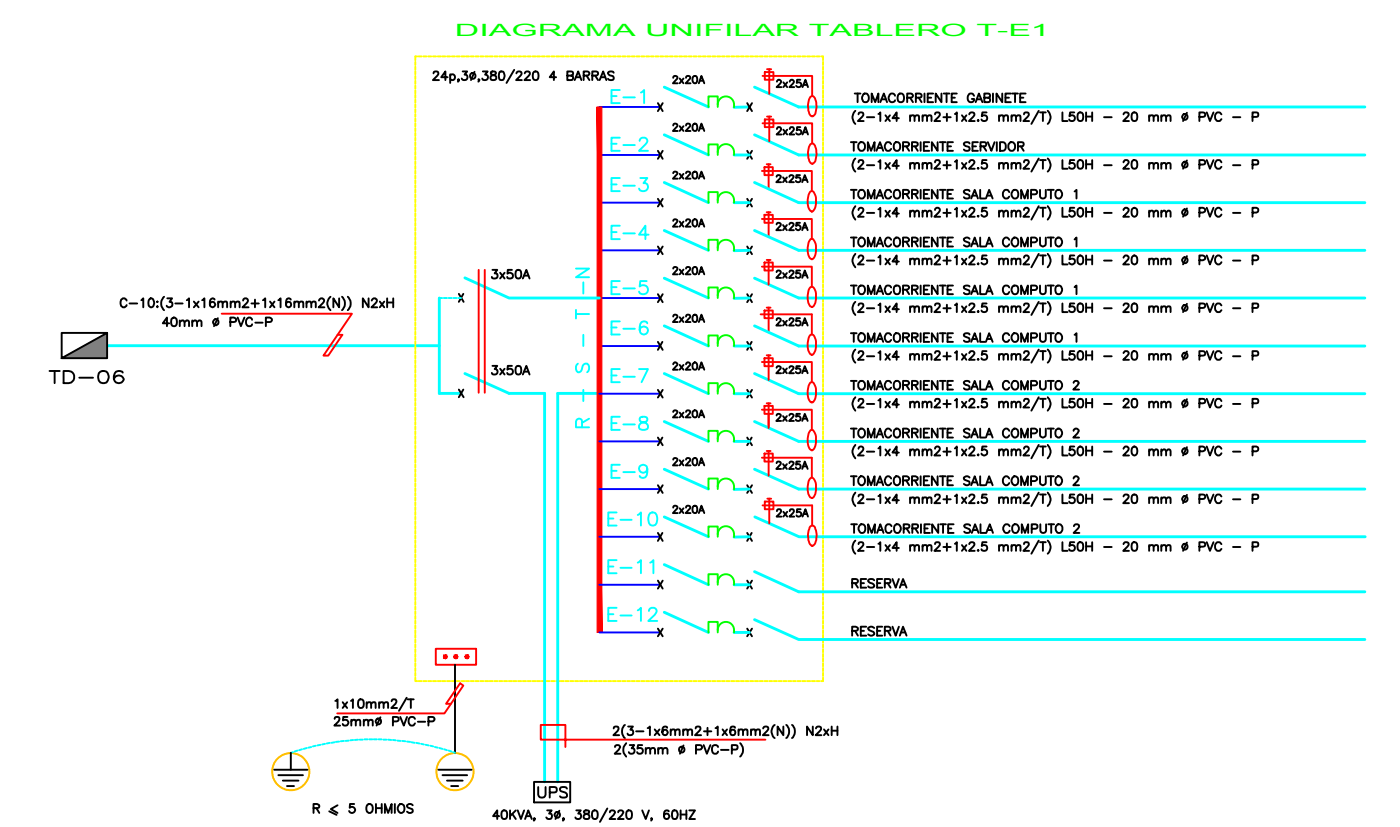 DIAGRAMA UNIFILAR TABLERO T-E1
24p,3ø,380/220 4 BARRAS
E-1
2x20A
2x25A
TOMACORRIENTE GABINETE
(2-1x4 mm2+1x2.5 mm2/T) L50H - 20 mm ø PVC - P
E-2
2x20A
2x25A
TOMACORRIENTE SERVIDOR
(2-1x4 mm2+1x2.5 mm2/T) L50H - 20 mm ø PVC - P
E-3
2x20A
2x25A
TOMACORRIENTE SALA COMPUTO 1
(2-1x4 mm2+1x2.5 mm2/T) L50H - 20 mm ø PVC - P
E-4
2x20A
2x25A
TOMACORRIENTE SALA COMPUTO 1
(2-1x4 mm2+1x2.5 mm2/T) L50H - 20 mm ø PVC - P
E-5
2x20A
2x25A
TOMACORRIENTE SALA COMPUTO 1
(2-1x4 mm2+1x2.5 mm2/T) L50H - 20 mm ø PVC - P
E-6
2x20A
2x25A
TOMACORRIENTE SALA COMPUTO 1
(2-1x4 mm2+1x2.5 mm2/T) L50H - 20 mm ø PVC - P
E-7
2x20A
2x25A
TOMACORRIENTE SALA COMPUTO 2
(2-1x4 mm2+1x2.5 mm2/T) L50H - 20 mm ø PVC - P
E-8
2x20A
2x25A
TOMACORRIENTE SALA COMPUTO 2
(2-1x4 mm2+1x2.5 mm2/T) L50H - 20 mm ø PVC - P
E-9
2x20A
2x25A
TOMACORRIENTE SALA COMPUTO 2
(2-1x4 mm2+1x2.5 mm2/T) L50H - 20 mm ø PVC - P
E-10
2x20A
2x25A
TOMACORRIENTE SALA COMPUTO 2
(2-1x4 mm2+1x2.5 mm2/T) L50H - 20 mm ø PVC - P
E-11
RESERVA
E-12
RESERVA
R - S - T - N
3x50A
3x50A
C-10:(3-1x16mm2+1x16mm2(N)) N2xH
40mm ø PVC-P
TD-06
1x10mm2/T
25mmø PVC-P
2(3-1x6mm2+1x6mm2(N)) N2xH
2(35mm ø PVC-P)
UPS
R ⩽ 5 OHMIOS
40KVA, 3ø, 380/220 V, 60HZ